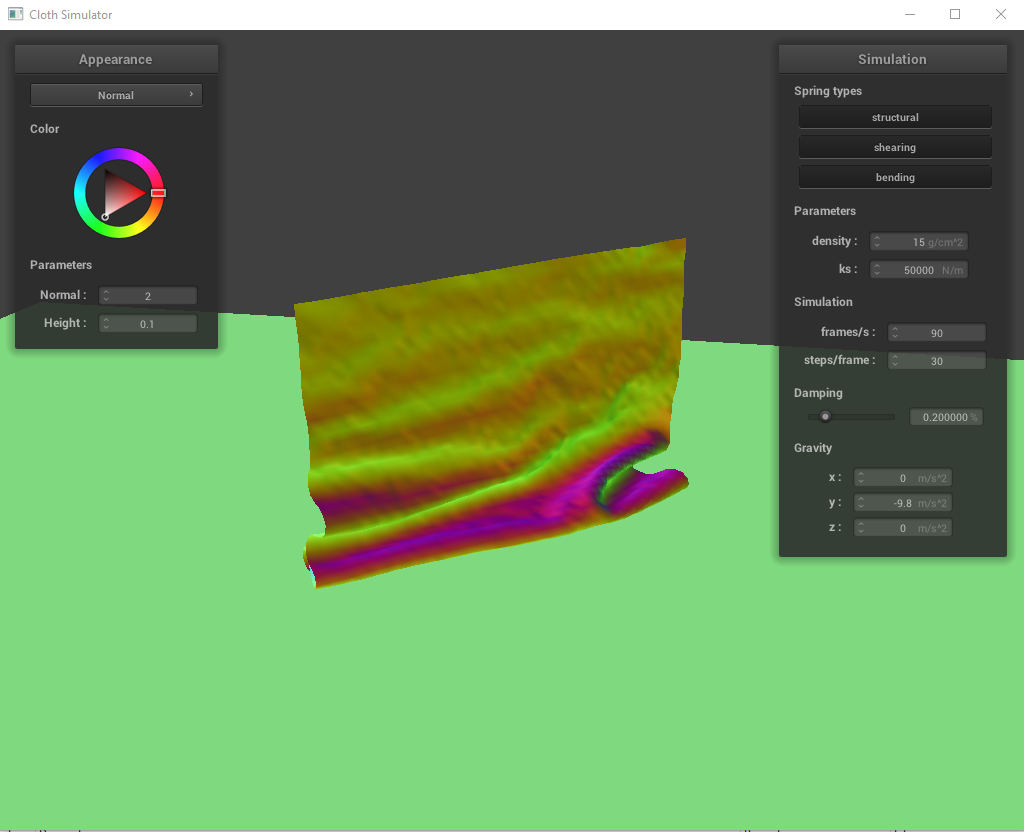 Cloth Simulator
Appearance
Normal
Color
Parameters
Normal : 2
Height : 0.1
Simulation
Spring types
structural
shearing
bending
Parameters
density : 15 g/cm^2
ks : 50000 N/m
Simulation
frames/s : 90
steps/frame : 30
Damping
0.200000 %
Gravity
x : 0 m/s^2
y : -9.8 m/s^2
z : 0 m/s^2